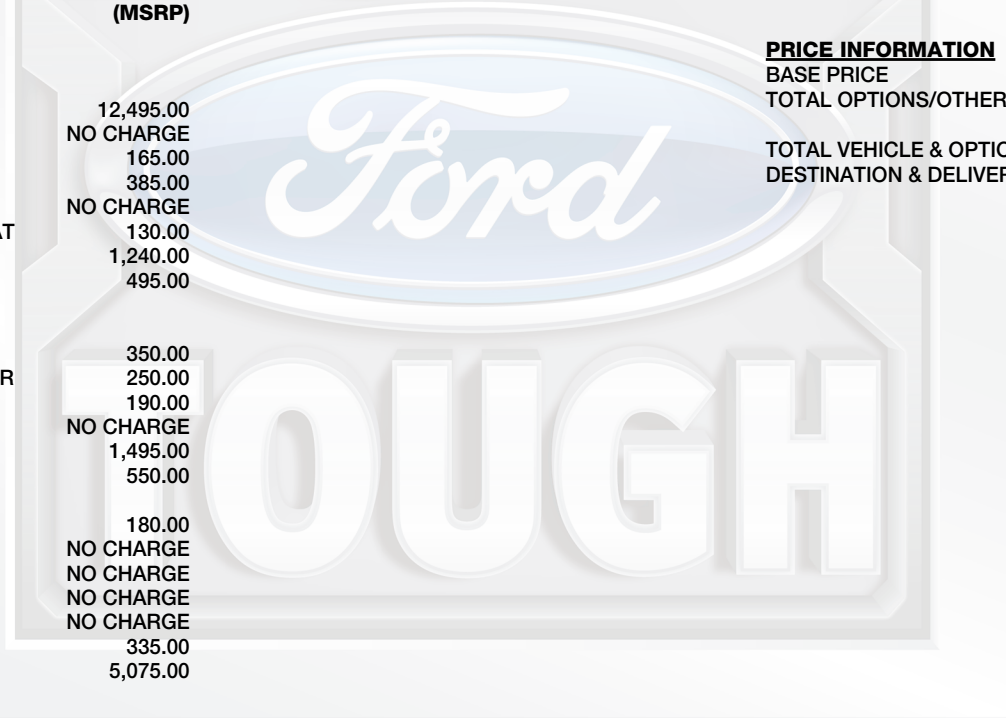 (MSRP)
12,495.00
NO CHARGE
165.00
385.00
NO CHARGE
AT 130.00
1,240.00
495.00
350.00
R 250.00
190.00
NO CHARGE
1,495.00
550.00
180.00
NO CHARGE
NO CHARGE
NO CHARGE
NO CHARGE
335.00
5,075.00
PRICE INFORMATION
BASE PRICE
TOTAL OPTIONS/OTHER
TOTAL VEHICLE & OPTIO
DESTINATION & DELIVER
Ford
TOUGH